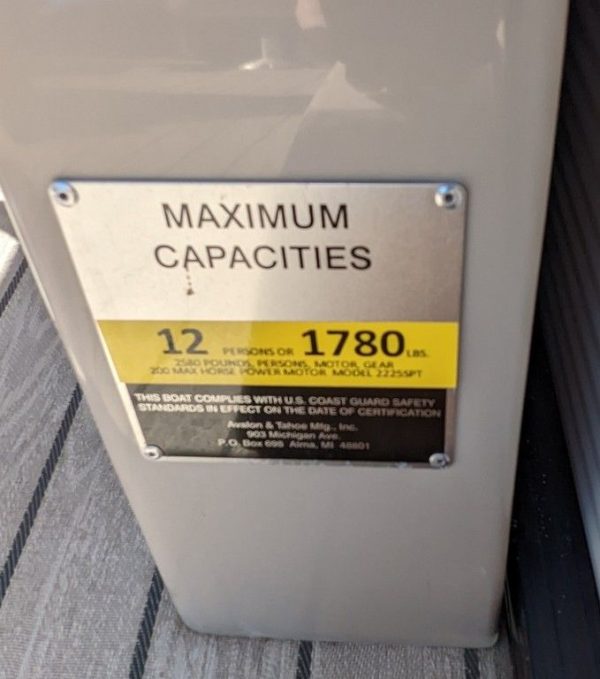 MAXIMUM
CAPACITIES
12 PERSONS OR 1780 LBS.
2580 POUNDS, PERSONS, MOTOR, GEAR
200 MAX HORSE POWER MOTOR MODEL 2225SPT
THIS BOAT COMPLIES WITH U.S. COAST GUARD SAFETY
STANDARDS IN EFFECT ON THE DATE OF CERTIFICATION
Avalon & Tahoe Mfg., Inc.
903 Michigan Ave.
P.O. Box 698 Alma, MI 48801